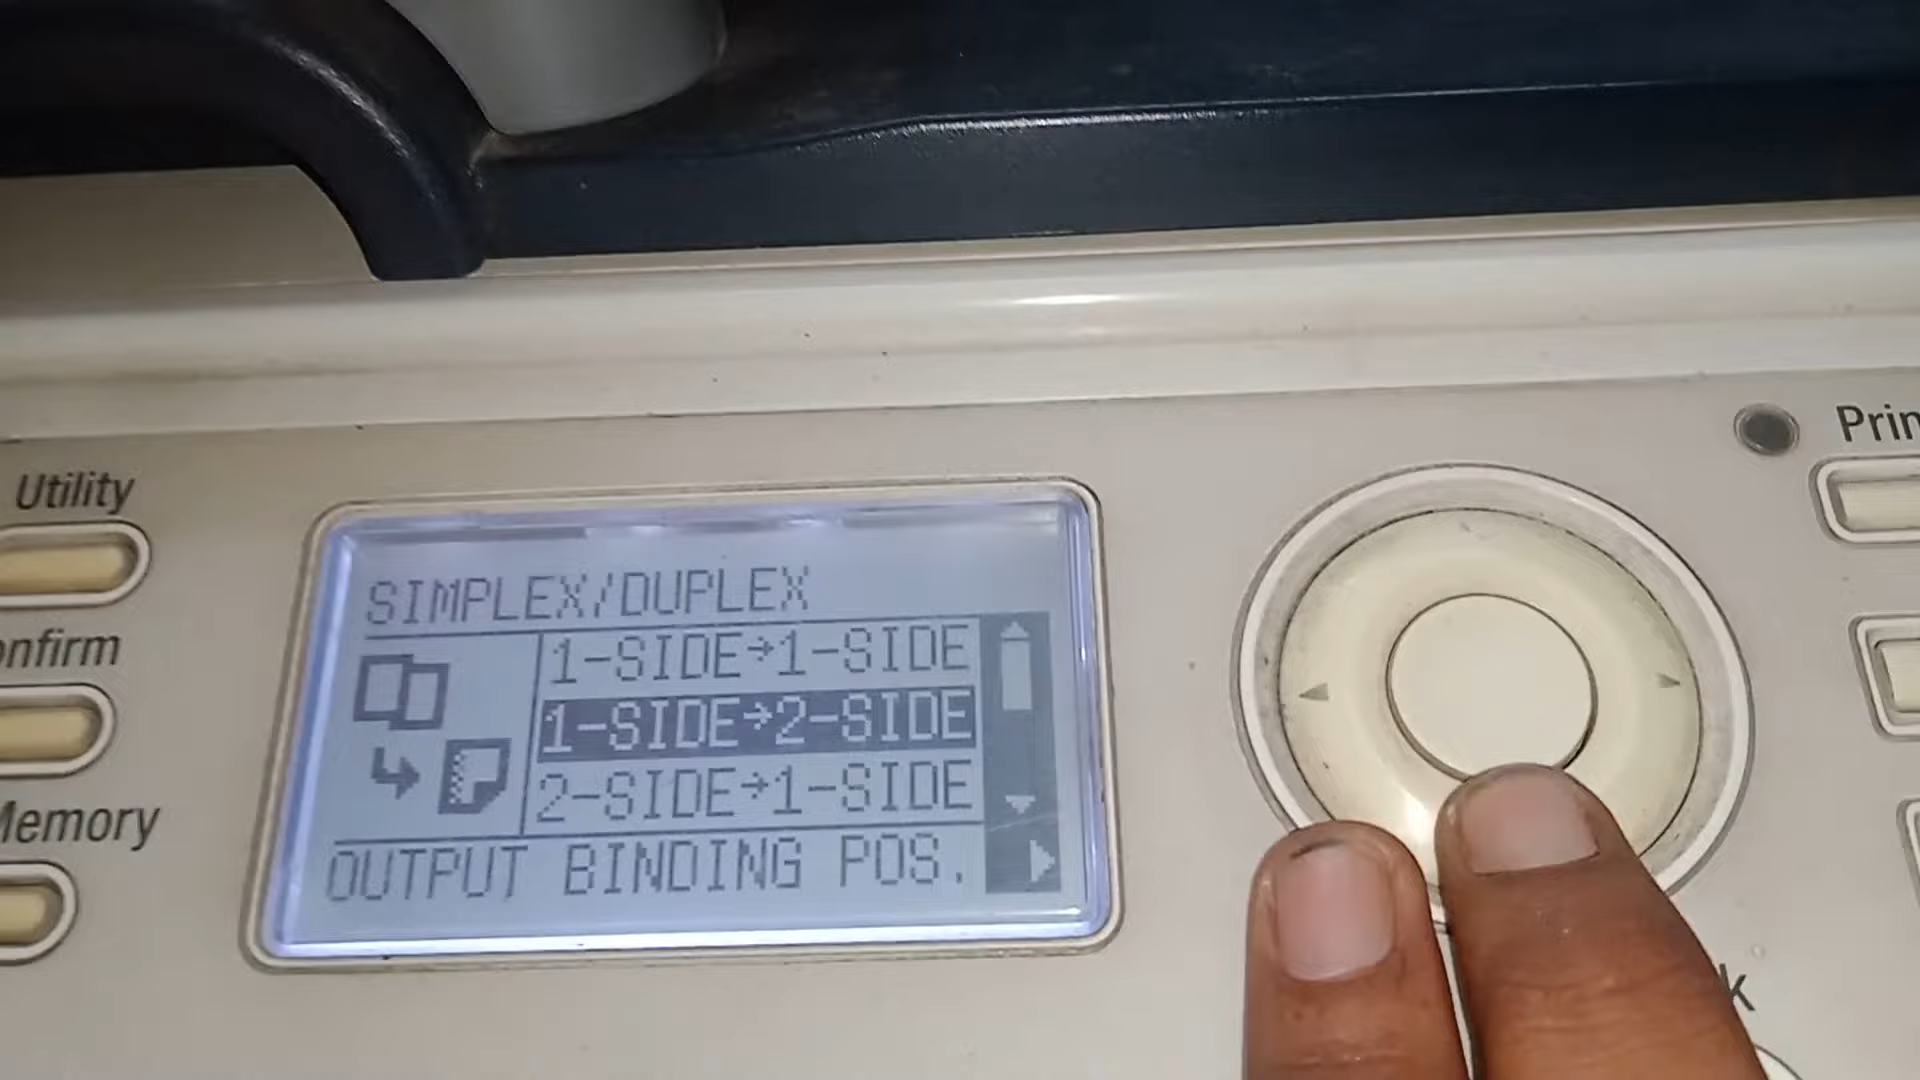 Utility
SIMPLEX/DUPLEX
1-SIDE→1-SIDE
1-SIDE→2-SIDE
2-SIDE→1-SIDE
OUTPUT BINDING POS.
onfirm
Memory
Prin
k